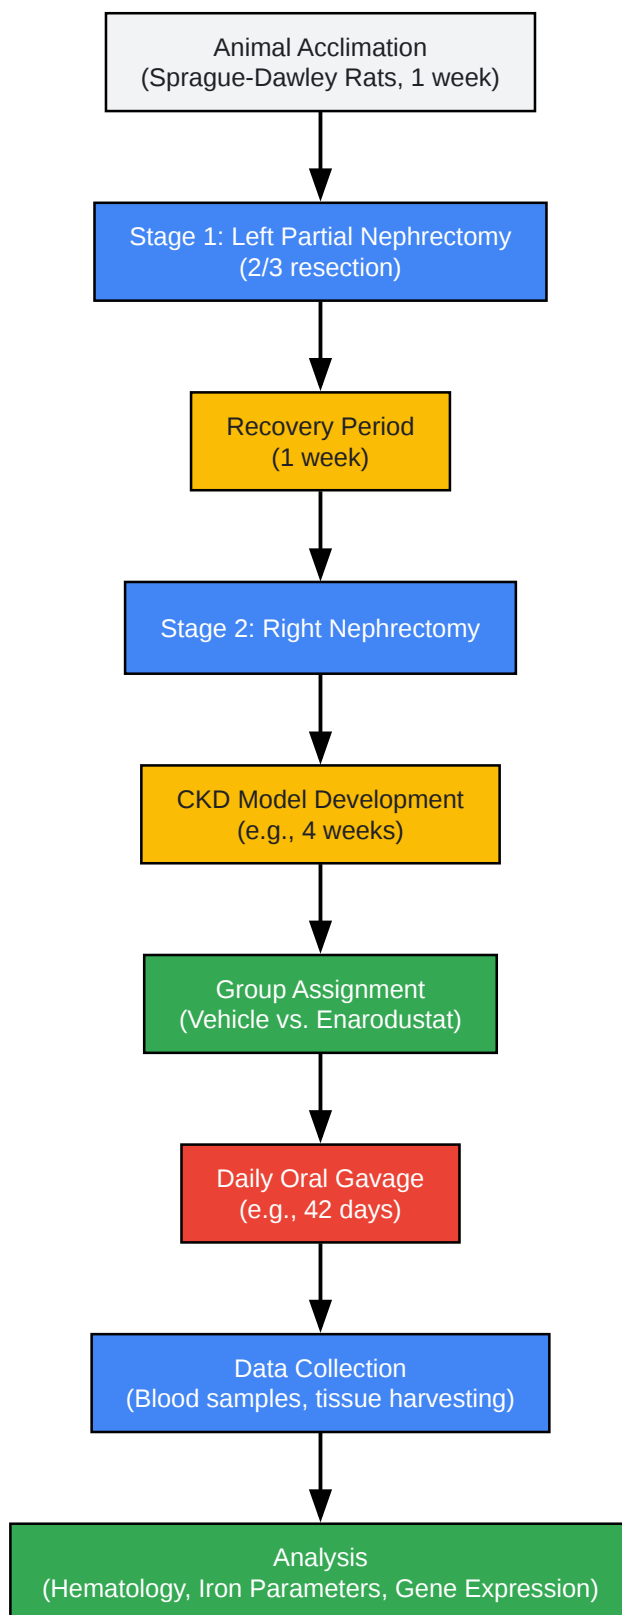 Animal Acclimation
(Sprague-Dawley Rats, 1 week)
Stage 1: Left Partial Nephrectomy
(2/3 resection)
Recovery Period
(1 week)
Stage 2: Right Nephrectomy
CKD Model Development
(e.g., 4 weeks)
Group Assignment
(Vehicle vs. Enarodustat)
Daily Oral Gavage
(e.g., 42 days)
Data Collection
(Blood samples, tissue harvesting)
Analysis
(Hematology, Iron Parameters, Gene Expression)